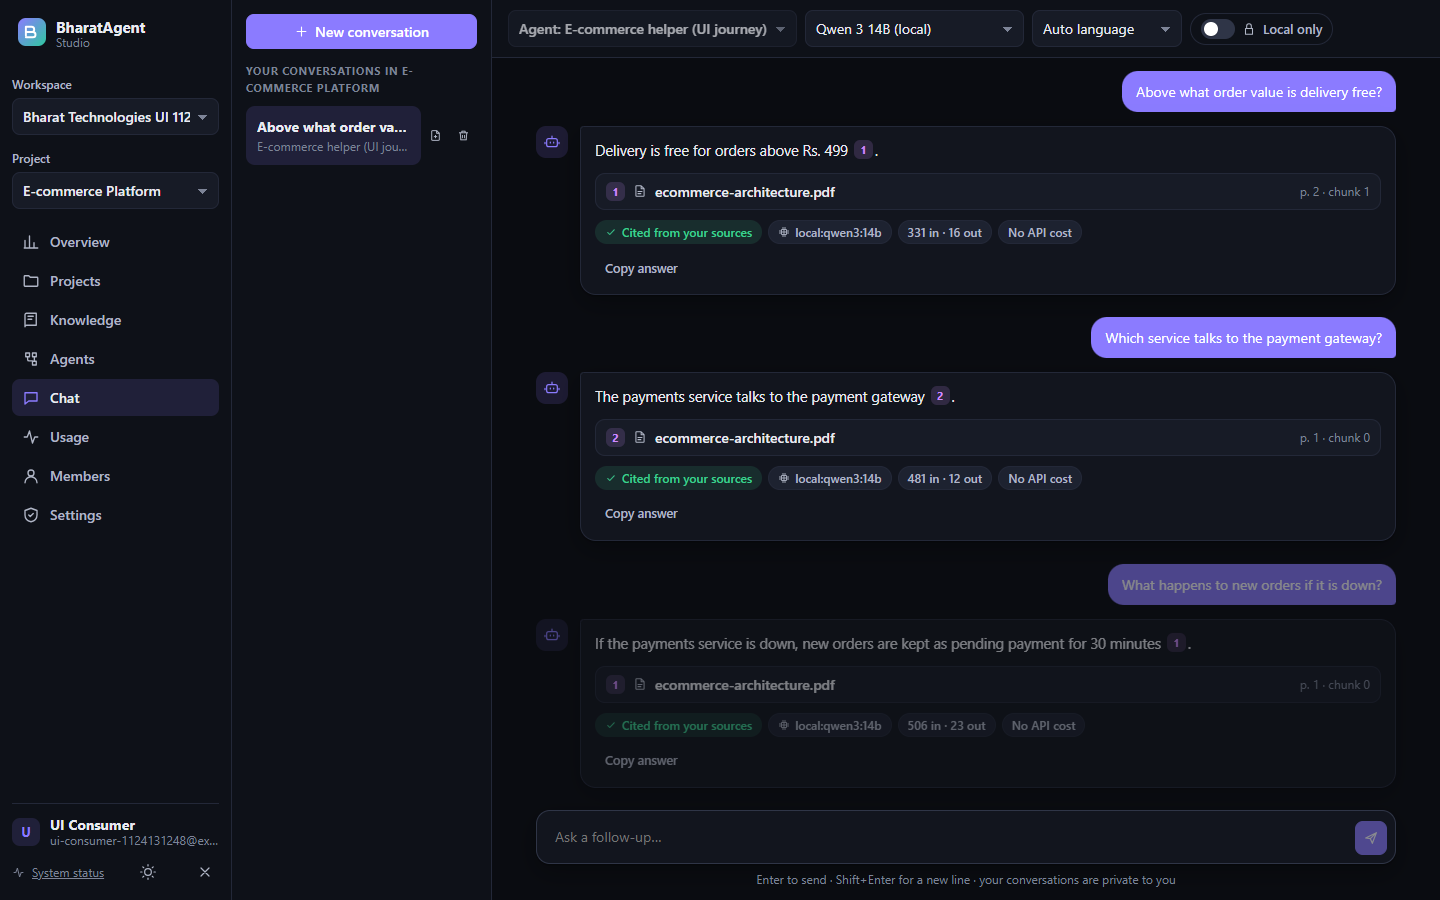 BharatAgent
Studio
Workspace
Bharat Technologies UI 112
Project
E-commerce Platform
Overview
Projects
Knowledge
Agents
Chat
Usage
Members
Settings
U
UI Consumer
ui-consumer-1124131248@ex...
System status
+ New conversation
YOUR CONVERSATIONS IN E-
COMMERCE PLATFORM
Above what order va...
E-commerce helper (UI jou...
Agent: E-commerce helper (UI journey)
Qwen 3 14B (local)
Auto language
Local only
Above what order value is delivery free?
Delivery is free for orders above Rs. 499 1 .
1 ecommerce-architecture.pdf p. 2 · chunk 1
✓ Cited from your sources local:qwen3:14b 331 in · 16 out No API cost
Copy answer
Which service talks to the payment gateway?
The payments service talks to the payment gateway 2 .
2 ecommerce-architecture.pdf p. 1 · chunk 0
✓ Cited from your sources local:qwen3:14b 481 in · 12 out No API cost
Copy answer
What happens to new orders if it is down?
If the payments service is down, new orders are kept as pending payment for 30 minutes 1 .
1 ecommerce-architecture.pdf p. 1 · chunk 0
✓ Cited from your sources local:qwen3:14b 506 in · 23 out No API cost
Copy answer
Ask a follow-up...
Enter to send · Shift+Enter for a new line · your conversations are private to you